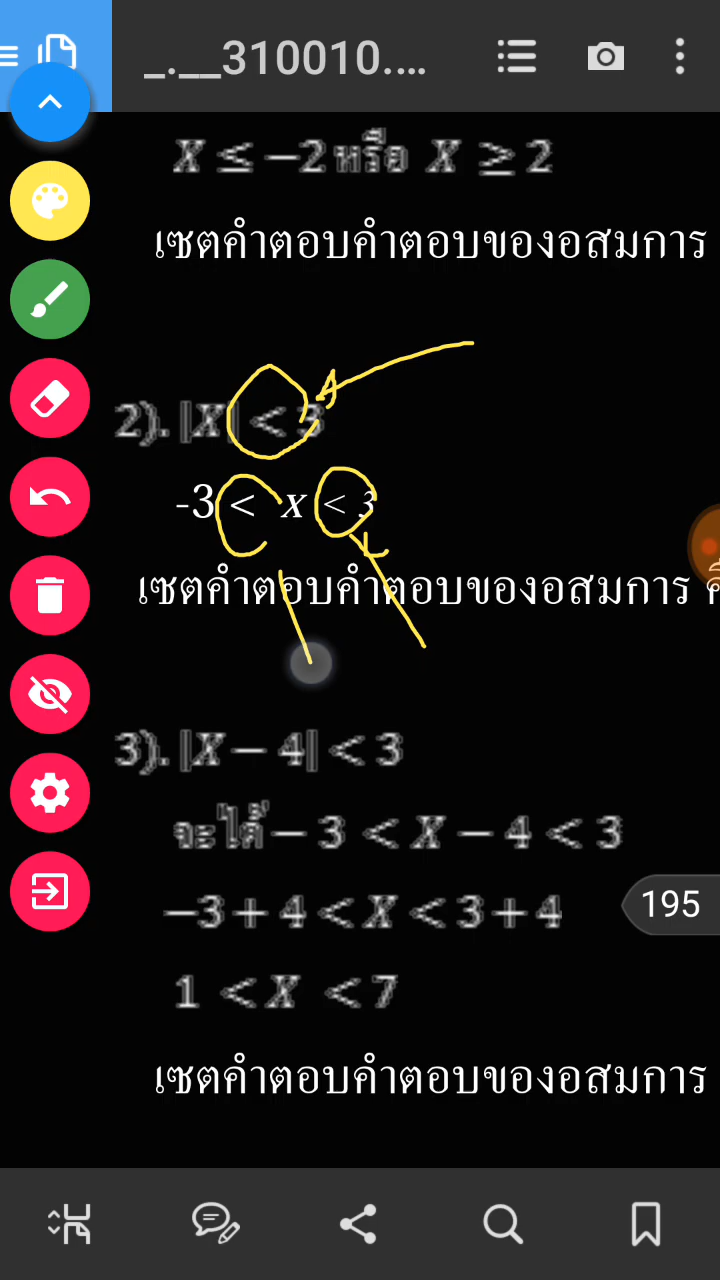 _.__310010....
X ≤ −2 หรือ X ≥ 2
เซตคำตอบคำตอบของอสมการ
2). |X| < 3
-3 < x < 3
เซตคำตอบคำตอบของอสมการ
3). |X − 4| < 3
จะได้ − 3 < X − 4 < 3
−3 + 4 < X < 3 + 4
195
1 < X < 7
เซตคำตอบคำตอบของอสมการ